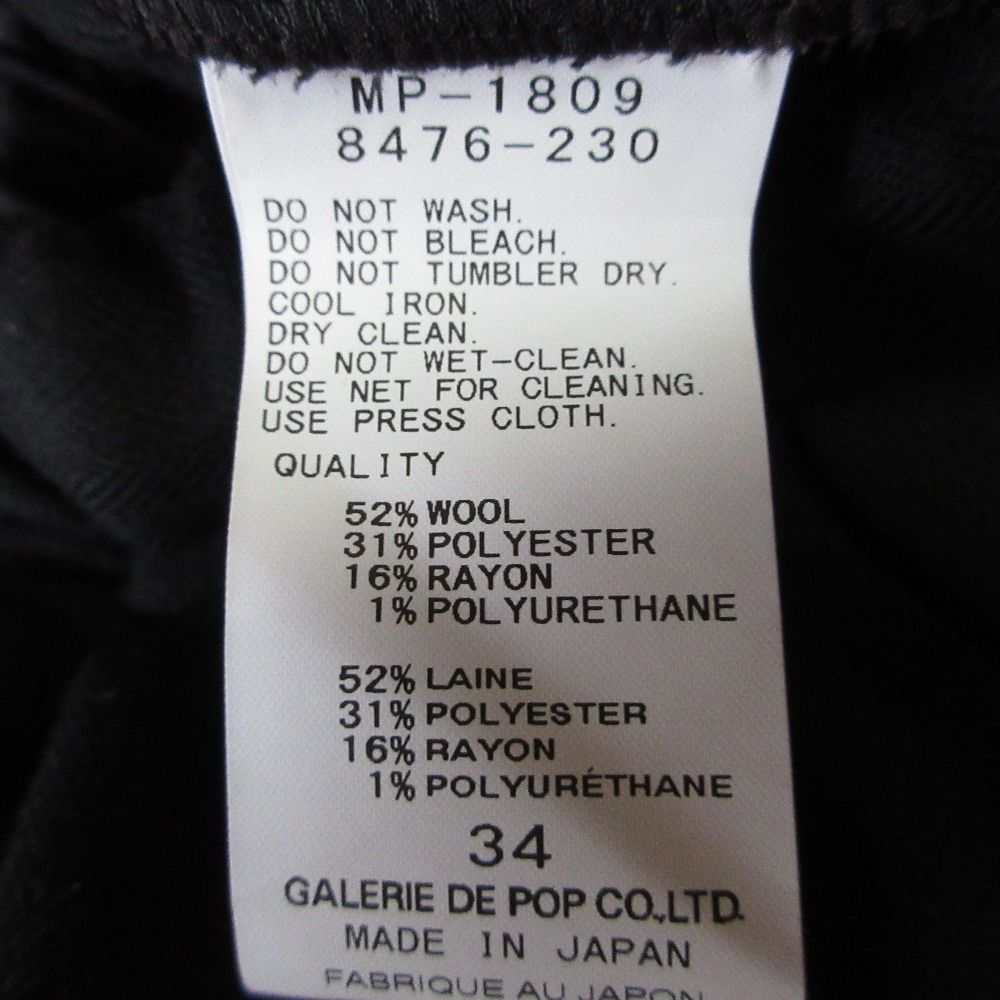 MP-1809
8476-230
DO NOT WASH.
DO NOT BLEACH.
DO NOT TUMBLER DRY.
COOL IRON.
DRY CLEAN.
DO NOT WET-CLEAN.
USE NET FOR CLEANING.
USE PRESS CLOTH.
QUALITY
52% WOOL
31% POLYESTER
16% RAYON
1% POLYURETHANE
52% LAINE
31% POLYESTER
16% RAYON
1% POLYURÉTHANE
34
GALERIE DE POP CO.,LTD.
MADE IN JAPAN
FABRIQUE AU JAPON